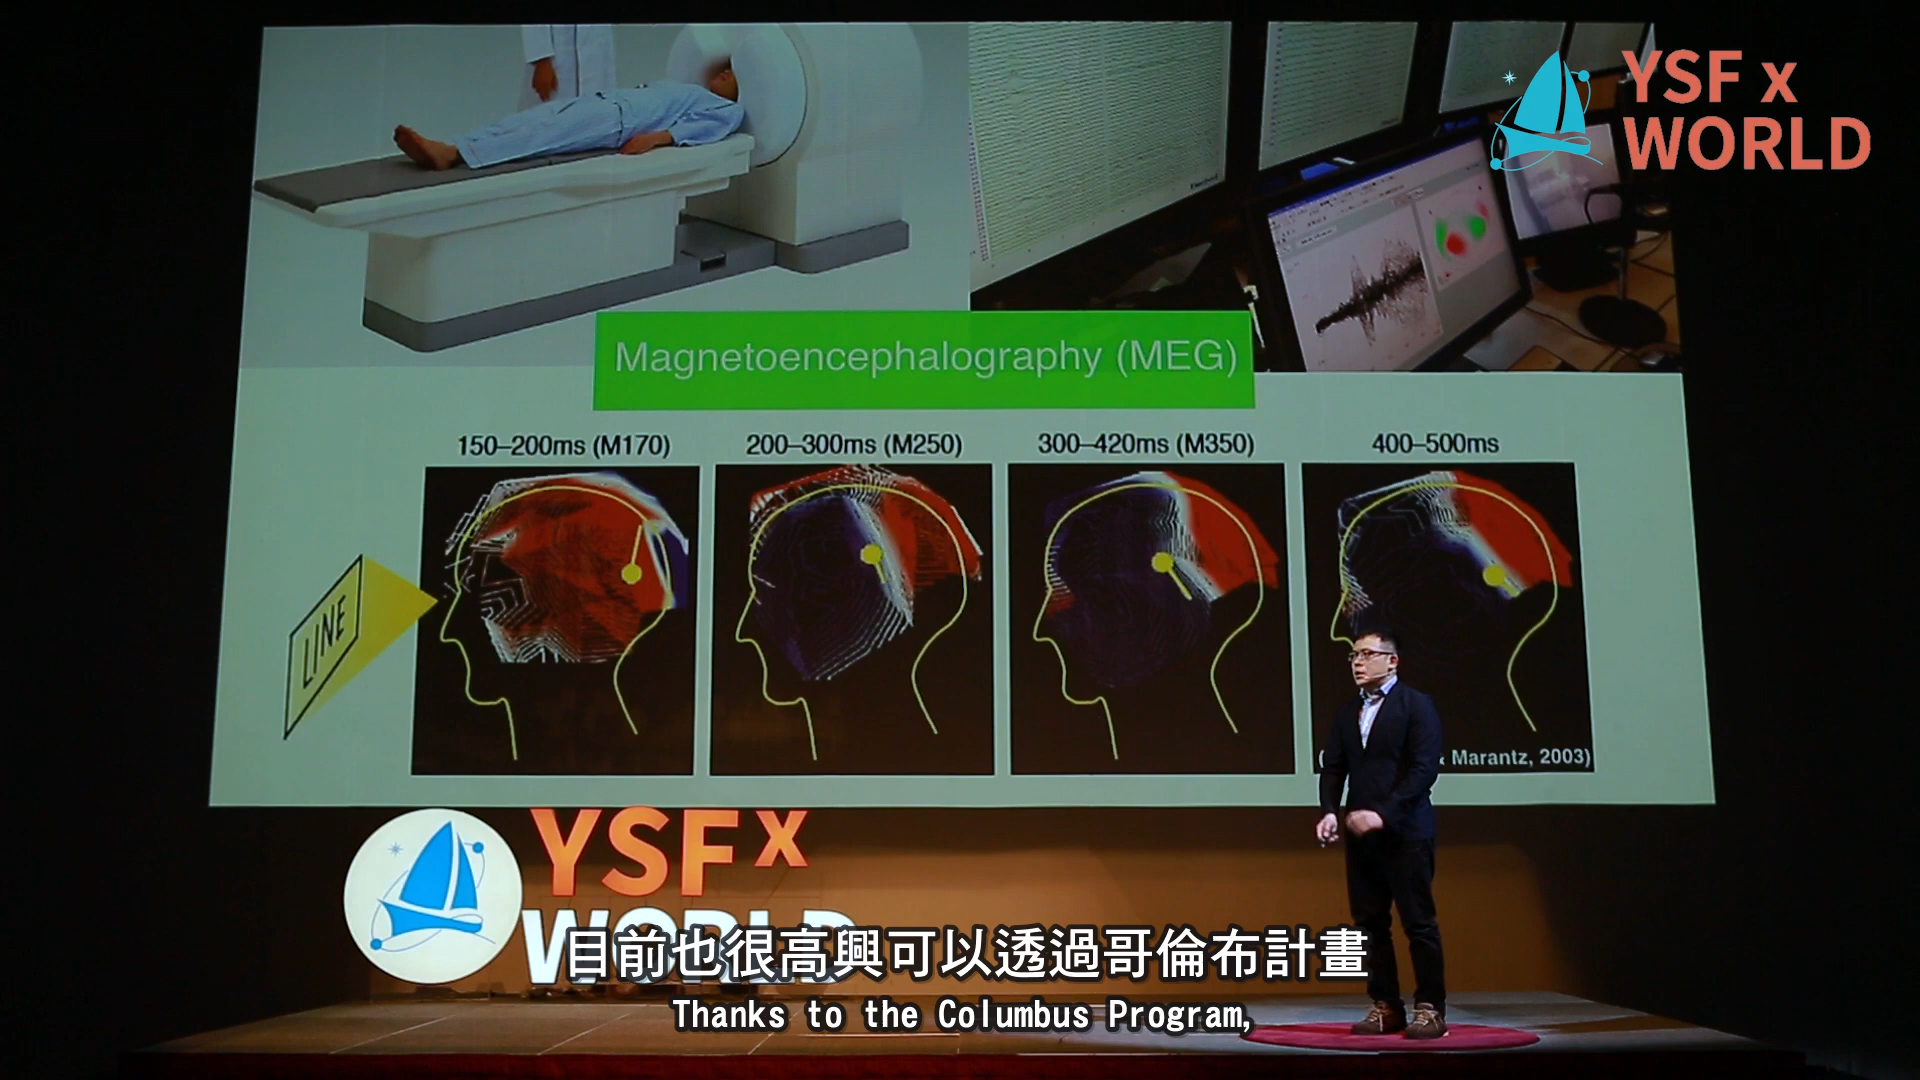 YSF x
WORLD
Magnetoencephalography (MEG)
150–200ms (M170)
200–300ms (M250)
300–420ms (M350)
400–500ms
LINE
& Marantz, 2003)
YSF x
WORLD
目前也很高興可以透過哥倫布計畫
Thanks to the Columbus Program,